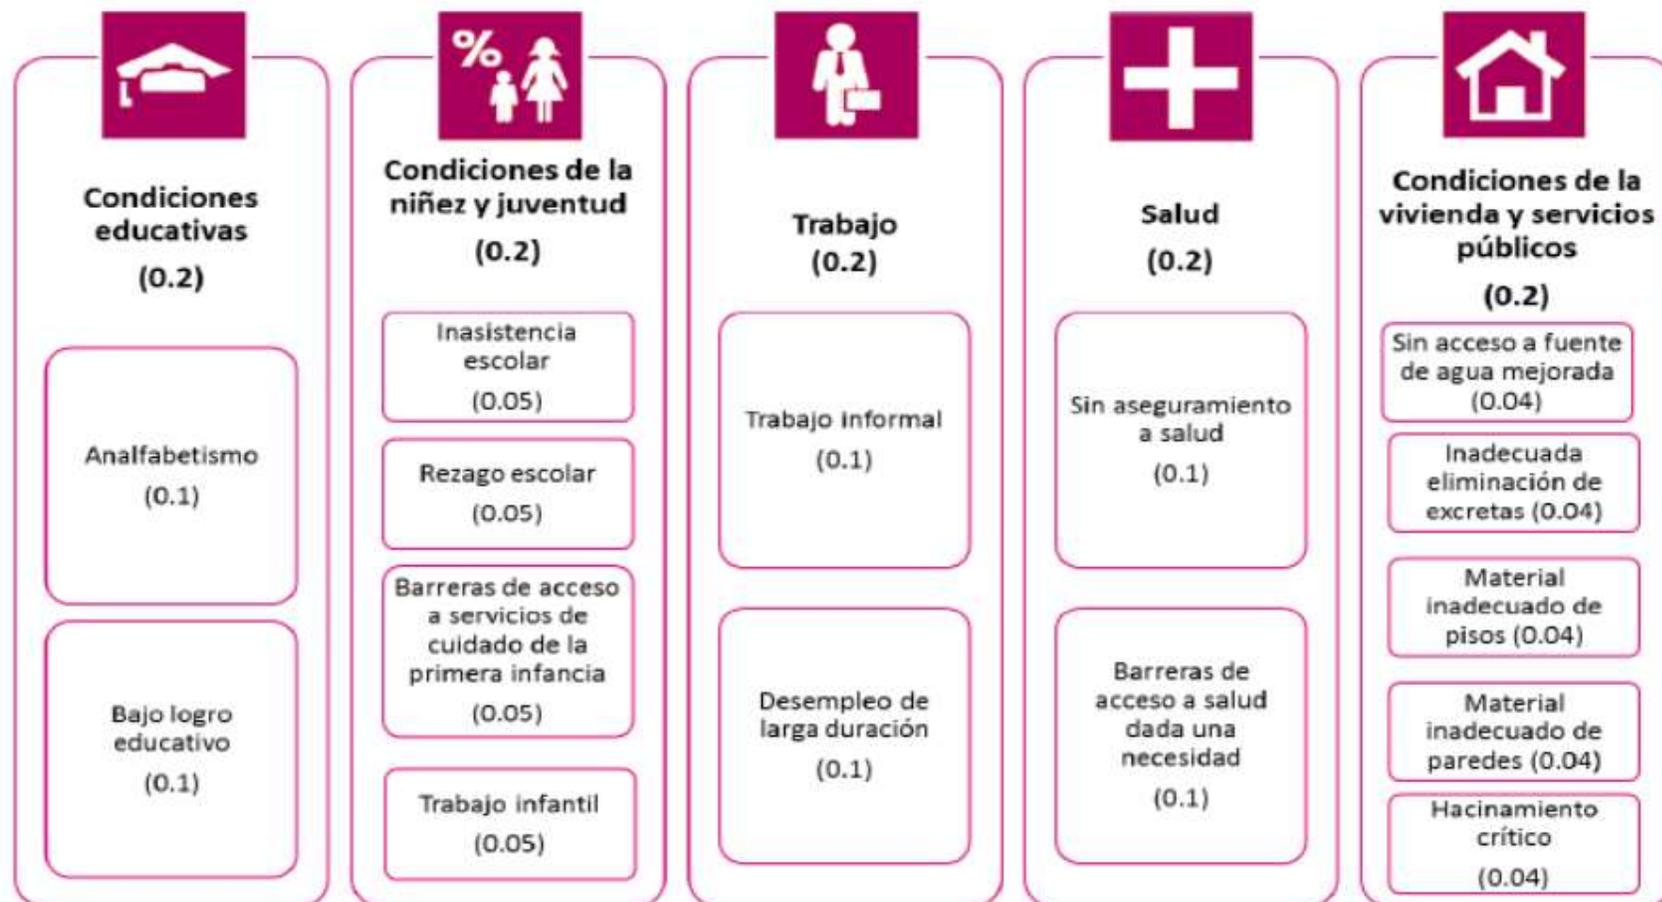 Condiciones
educativas
(0.2)
Analfabetismo
(0.1)
Bajo logro
educativo
(0.1)
%
Condiciones de la
niñez y juventud
(0.2)
Inasistencia
escolar
(0.05)
Rezago escolar
(0.05)
Barreras de acceso
a servicios de
cuidado de la
primera infancia
(0.05)
Trabajo infantil
(0.05)
Trabajo
(0.2)
Trabajo informal
(0.1)
Desempleo de
larga duración
(0.1)
Salud
(0.2)
Sin aseguramiento
a salud
(0.1)
Barreras de
acceso a salud
dada una
necesidad
(0.1)
Condiciones de la
vivienda y servicios
públicos
(0.2)
Sin acceso a fuente
de agua mejorada
(0.04)
Inadecuada
eliminación de
excretas (0.04)
Material
inadecuado de
pisos (0.04)
Material
inadecuado de
paredes (0.04)
Hacinamiento
crítico
(0.04)